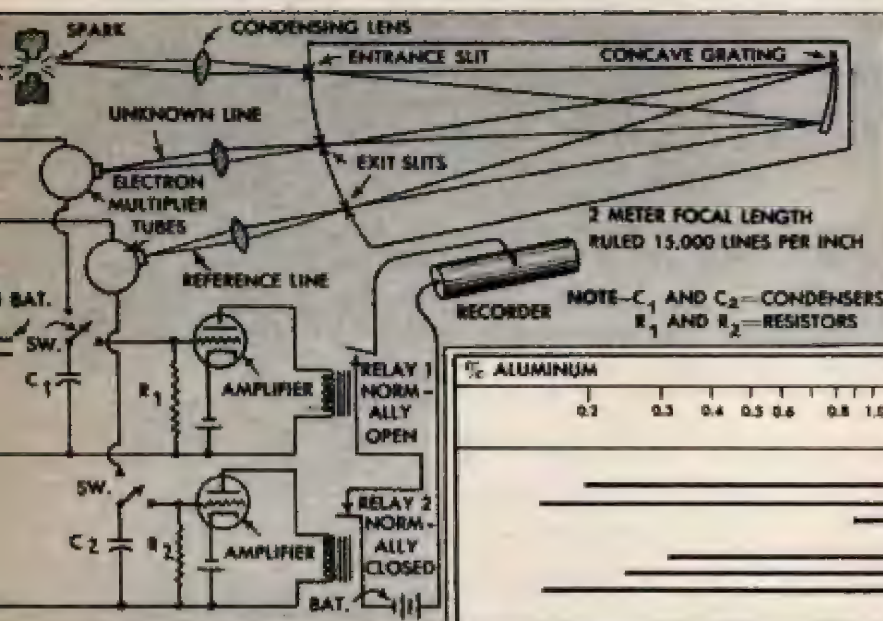 SPARK
CONDENSING LENS
ENTRANCE SLIT
CONCAVE GRATING
UNKNOWN LINE
EXIT SLITS
ELECTRON
MULTIPLIER
TUBES
2 METER FOCAL LENGTH
RULED 15,000 LINES PER INCH
REFERENCE LINE
BAT.
RECORDER
NOTE-C1 AND C2=CONDENSERS
R1 AND R2=RESISTORS
SW.
C1
R1
AMPLIFIER
RELAY 1
NORM-
ALLY
OPEN
% ALUMINUM
0.2 0.3 0.4 0.5 0.6 0.8 1.0
SW.
C2
R2
AMPLIFIER
RELAY 2
NORM-
ALLY
CLOSED
BAT.